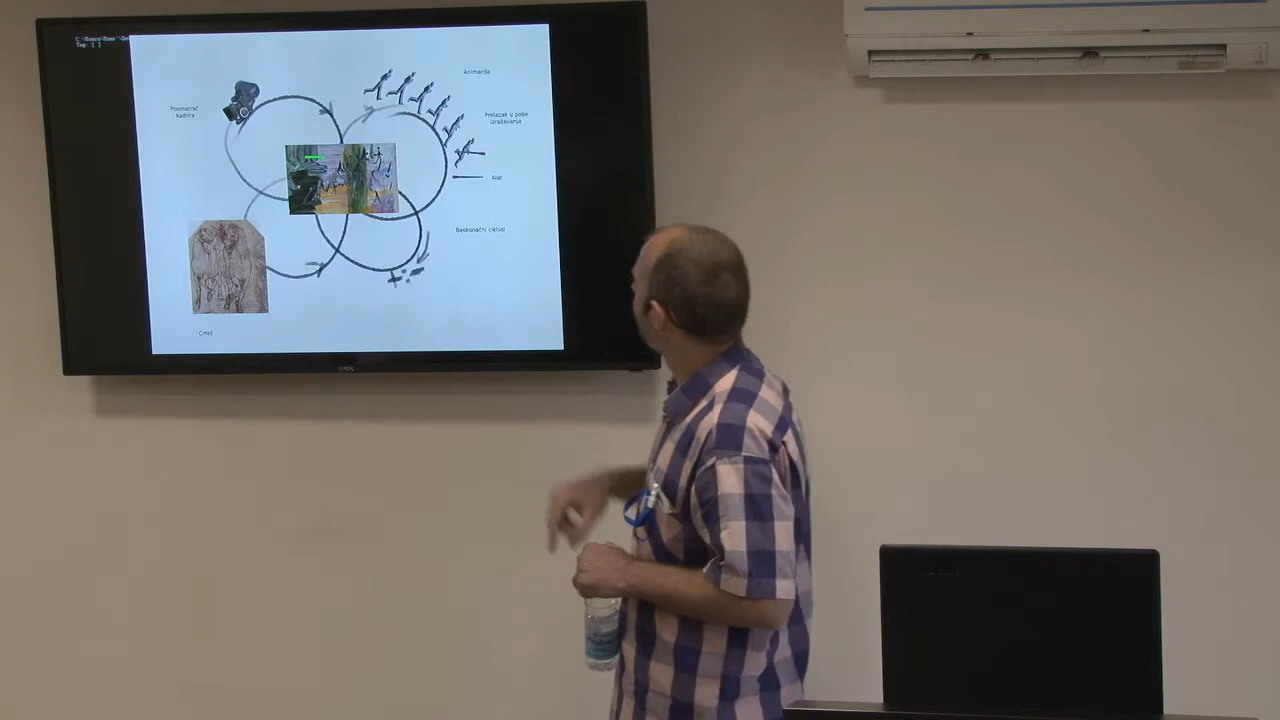 Animacija
Posmatrač
kadrira
Prelazak u polje
izražavanja
Alat
Beskonačni ciklusi
Crtež